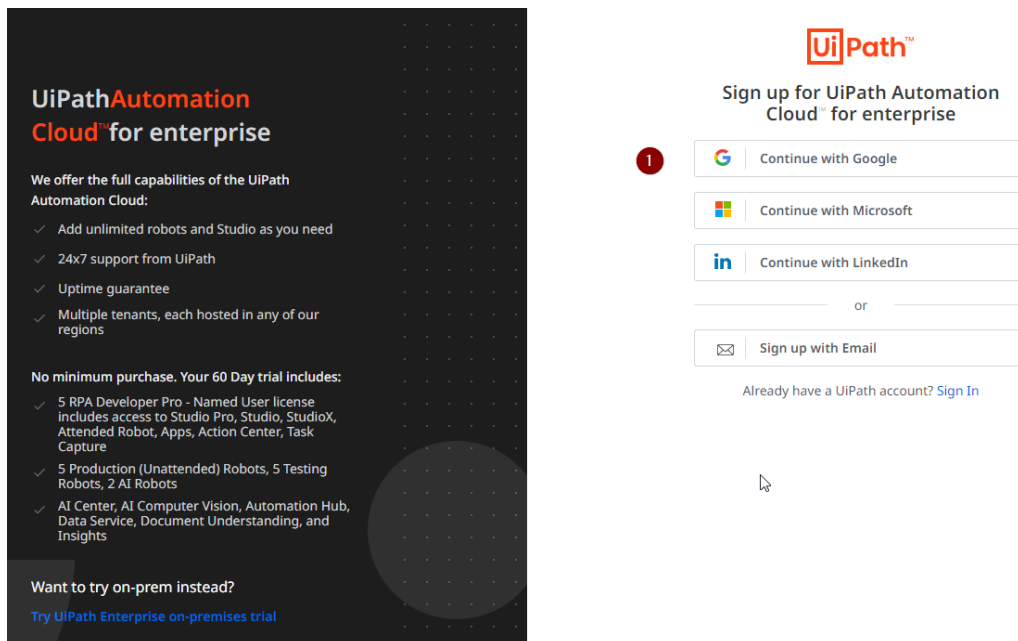 UiPathAutomation
Cloud™for enterprise
We offer the full capabilities of the UiPath
Automation Cloud:
Add unlimited robots and Studio as you need
24x7 support from UiPath
Uptime guarantee
Multiple tenants, each hosted in any of our
regions
No minimum purchase. Your 60 Day trial includes:
5 RPA Developer Pro - Named User license
includes access to Studio Pro, Studio, StudioX,
Attended Robot, Apps, Action Center, Task
Capture
5 Production (Unattended) Robots, 5 Testing
Robots, 2 AI Robots
AI Center, AI Computer Vision, Automation Hub,
Data Service, Document Understanding, and
Insights
Want to try on-prem instead?
Try UiPath Enterprise on-premises trial
UiPath™
Sign up for UiPath Automation
Cloud™ for enterprise
1
Continue with Google
Continue with Microsoft
in
Continue with LinkedIn
or
Sign up with Email
Already have a UiPath account? Sign In